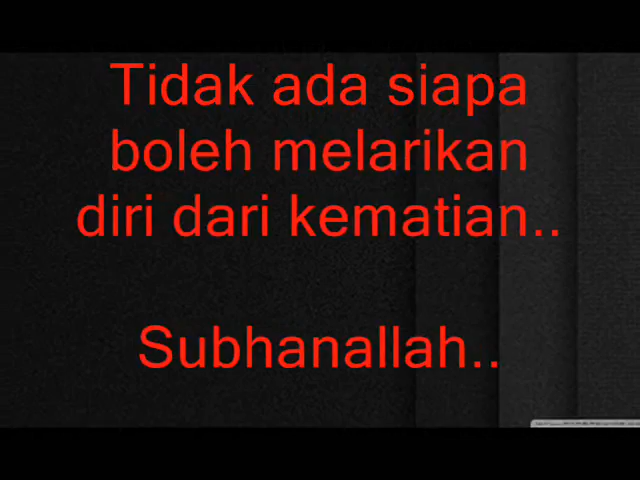 Tidak ada siapa
boleh melarikan
diri dari kematian..
Subhanallah..